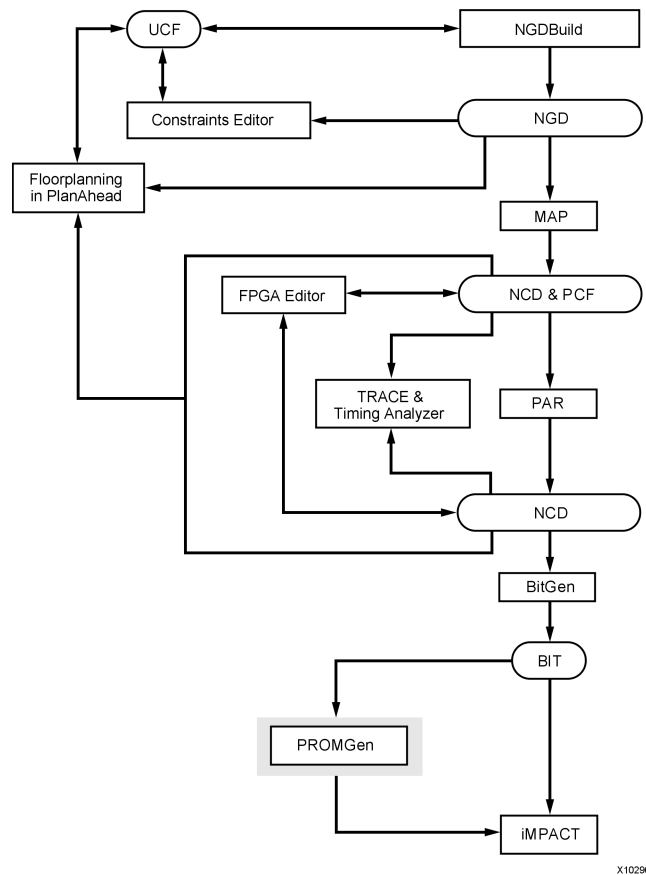 UCF
NGDBuild
Constraints Editor
NGD
Floorplanning
in PlanAhead
MAP
FPGA Editor
NCD & PCF
TRACE &
Timing Analyzer
PAR
NCD
BitGen
BIT
PROMGen
iMPACT